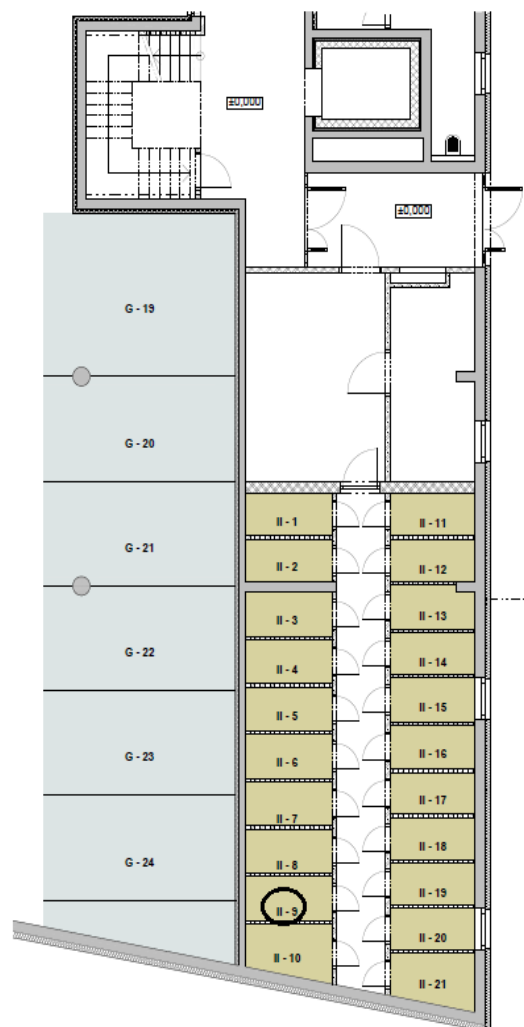 ±0,000
±0,000
G - 19
G - 20
G - 21
G - 22
G - 23
G - 24
II - 1
II - 2
II - 3
II - 4
II - 5
II - 6
II - 7
II - 8
II - 9
II - 10
II - 11
II - 12
II - 13
II - 14
II - 15
II - 16
II - 17
II - 18
II - 19
II - 20
II - 21